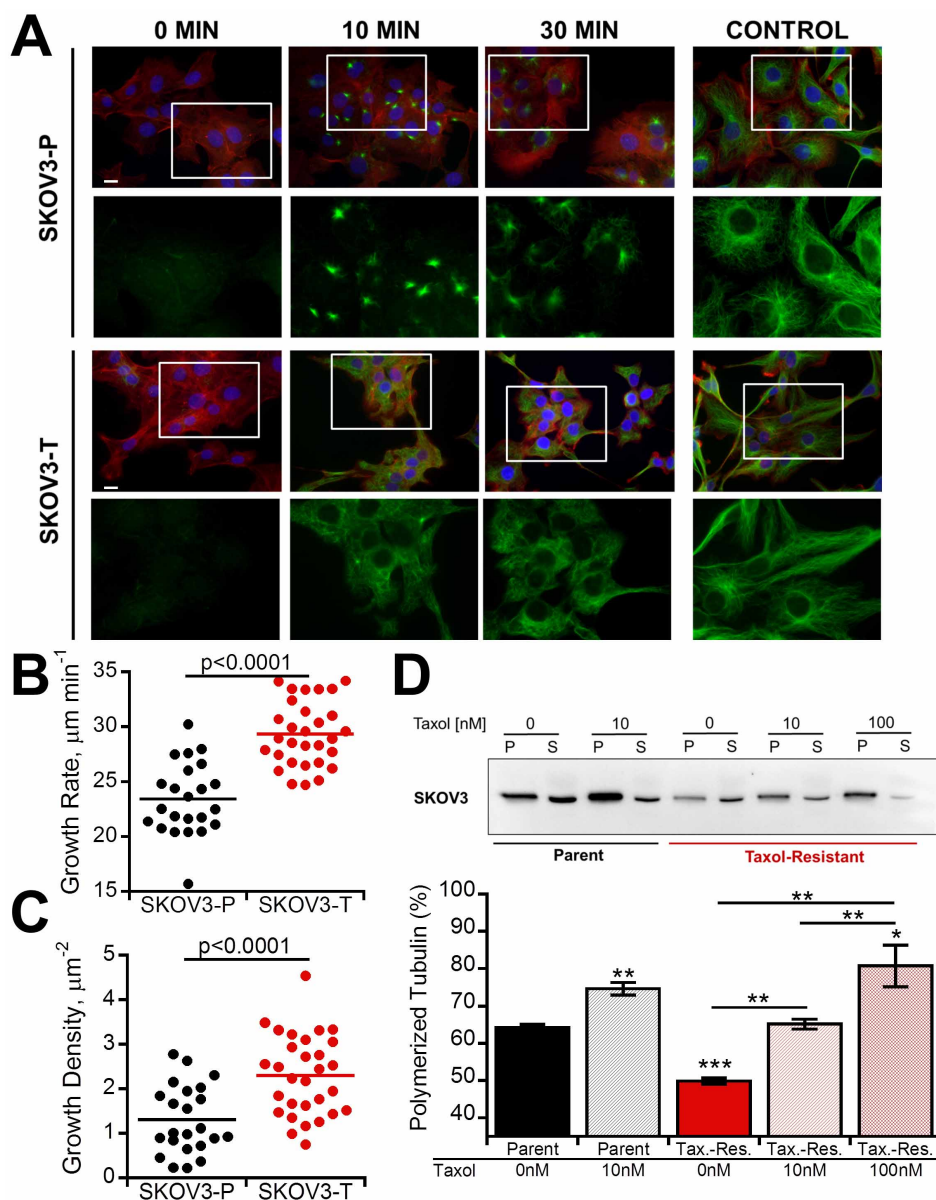 A
0 MIN 10 MIN 30 MIN CONTROL
SKOV3-P
SKOV3-T
B
p<0.0001
Growth Rate, µm min⁻¹
35
30
25
20
15
SKOV3-P SKOV3-T
C
p<0.0001
Growth Density, µm⁻²
5
4
3
2
1
0
SKOV3-P SKOV3-T
D
Taxol [nM] 0 10 0 10 100
P S P S P S P S P S
SKOV3
Parent Taxol-Resistant
Polymerized Tubulin (%)
100
90
80
70
60
50
40
**
***
**
**
**
*
Parent Parent Tax.-Res. Tax.-Res. Tax.-Res.
Taxol 0nM 10nM 0nM 10nM 100nM